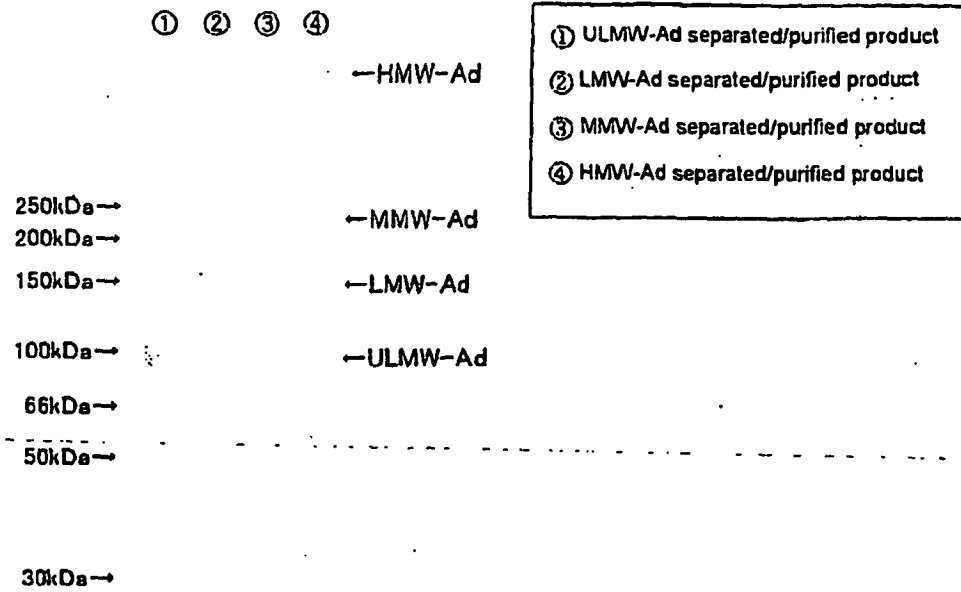 ① ② ③ ④
←HMW-Ad
① ULMW-Ad separated/purified product
② LMW-Ad separated/purified product
③ MMW-Ad separated/purified product
④ HMW-Ad separated/purified product
250kDa→
←MMW-Ad
200kDa→
150kDa→
←LMW-Ad
100kDa→
←ULMW-Ad
66kDa→
50kDa→
30kDa→